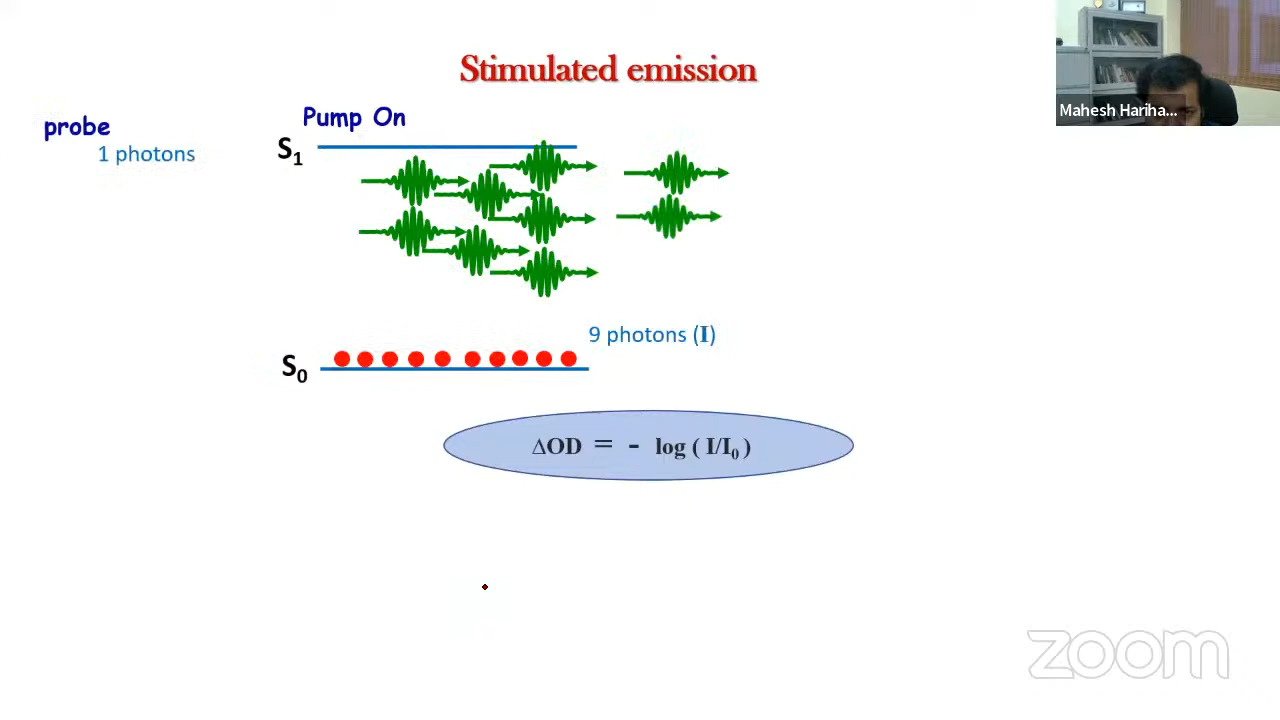 Stimulated emission
Mahesh Hariha...
probe
1 photons
Pump On
S₁
9 photons (I)
S₀
ΔOD = - log ( I/I₀ )
zoom